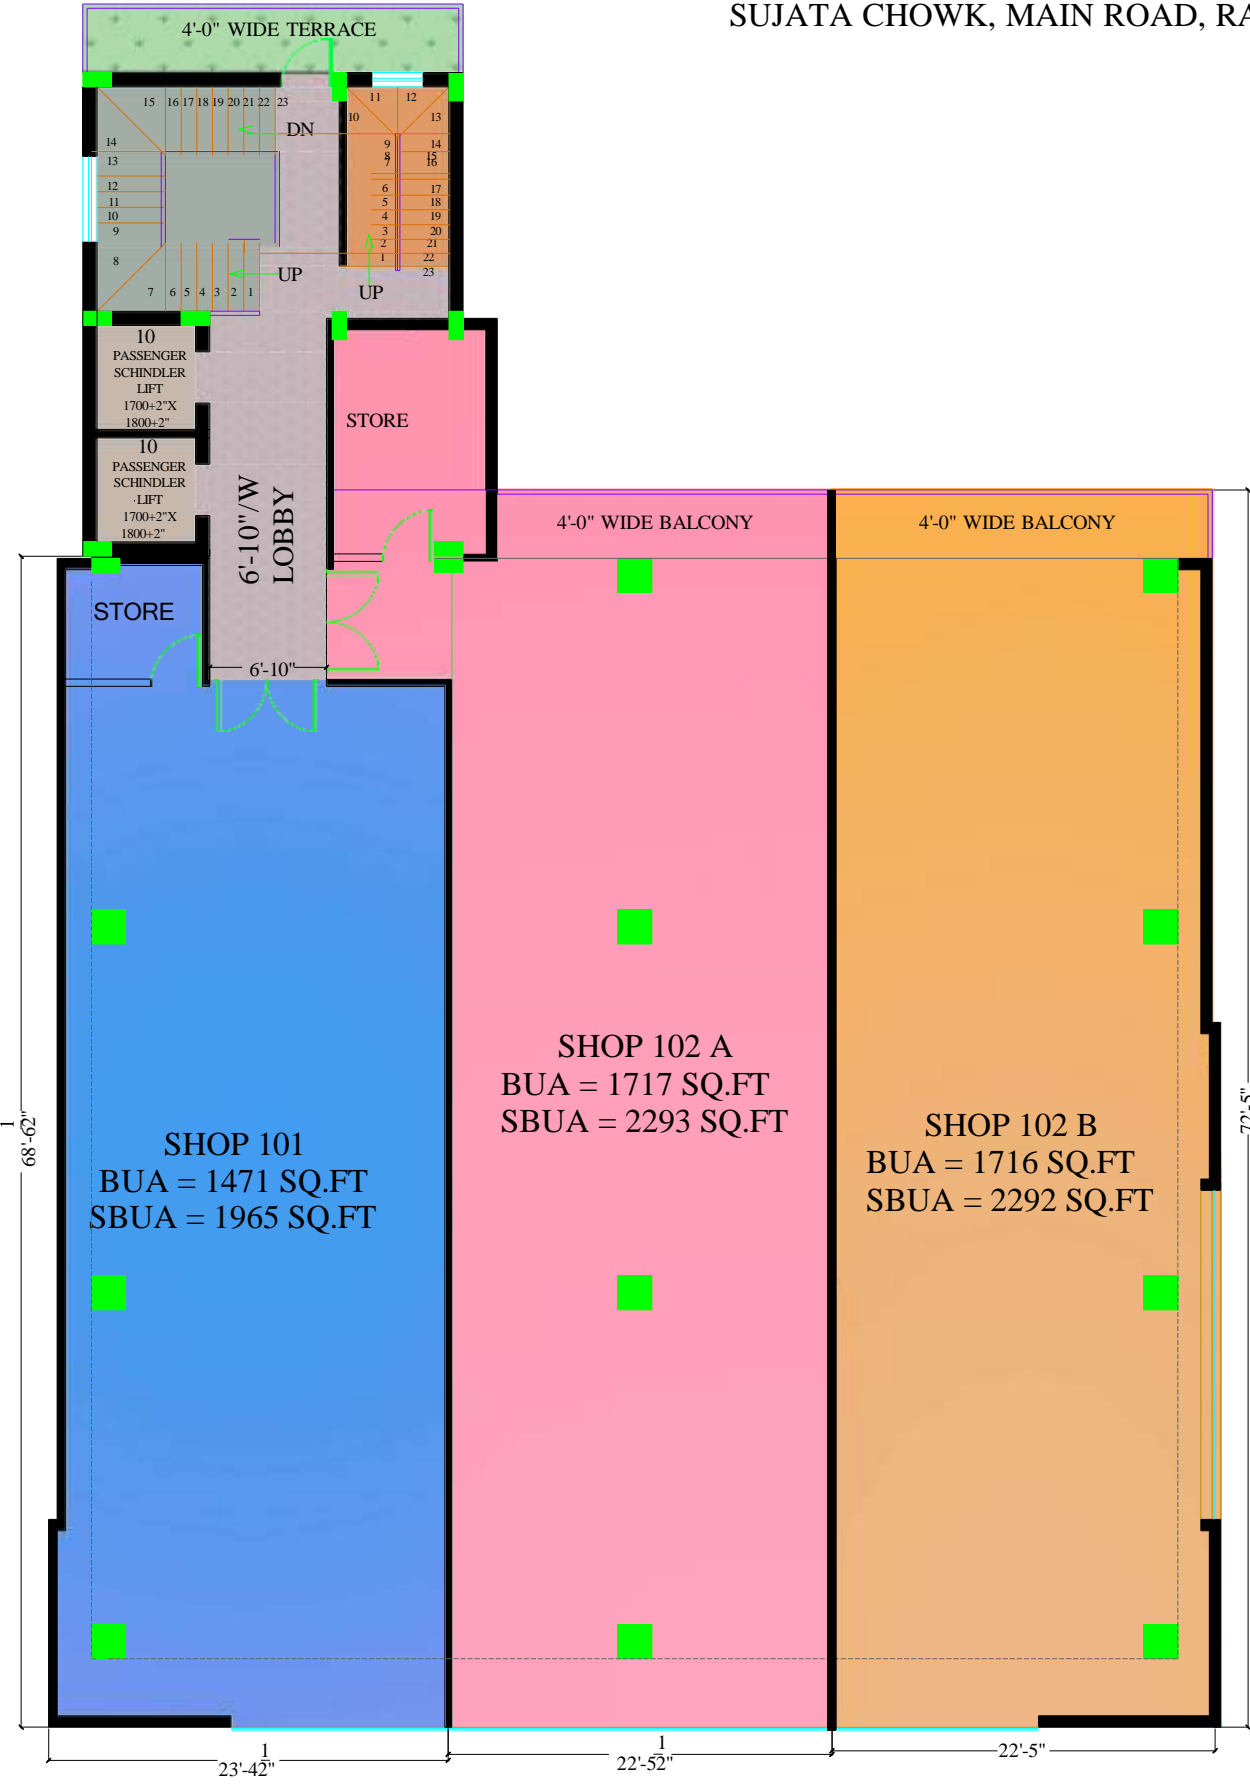 SUJATA CHOWK, MAIN ROAD, RA
4'-0" WIDE TERRACE
15 16 17 18 19 20 21 22 23
11 12
10 13
DN
14
9 14
8 15
13
7 16
12
6 17
11
5 18
10
4 19
9
3 20
2 21
8
1 22
UP
23
7 6 5 4 3 2 1
UP
10
PASSENGER
SCHINDLER
LIFT
1700+2"X
1800+2"
STORE
10
PASSENGER
SCHINDLER
LIFT
1700+2"X
1800+2"
6'-10"/W
LOBBY
4'-0" WIDE BALCONY
4'-0" WIDE BALCONY
STORE
6'-10"
SHOP 102 A
BUA = 1717 SQ.FT
SBUA = 2293 SQ.FT
SHOP 102 B
BUA = 1716 SQ.FT
SBUA = 2292 SQ.FT
SHOP 101
BUA = 1471 SQ.FT
SBUA = 1965 SQ.FT
68'-6 1/2"
72'-5"
23'-4 1/2"
22'-5 1/2"
22'-5"